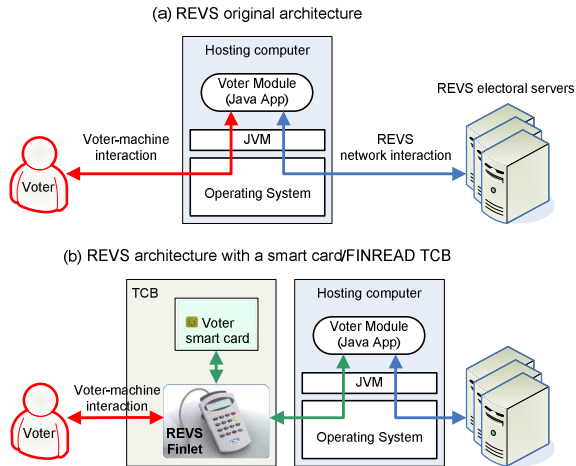 (a) REVS original architecture
Hosting computer
Voter Module
(Java App)
REVS electoral servers
Voter-machine
interaction
JVM
REVS
network interaction
Voter
Operating System
(b) REVS architecture with a smart card/FINREAD TCB
TCB
Hosting computer
Voter
smart card
Voter Module
(Java App)
Voter-machine
interaction
JVM
Voter
REVS
Finlet
Operating System